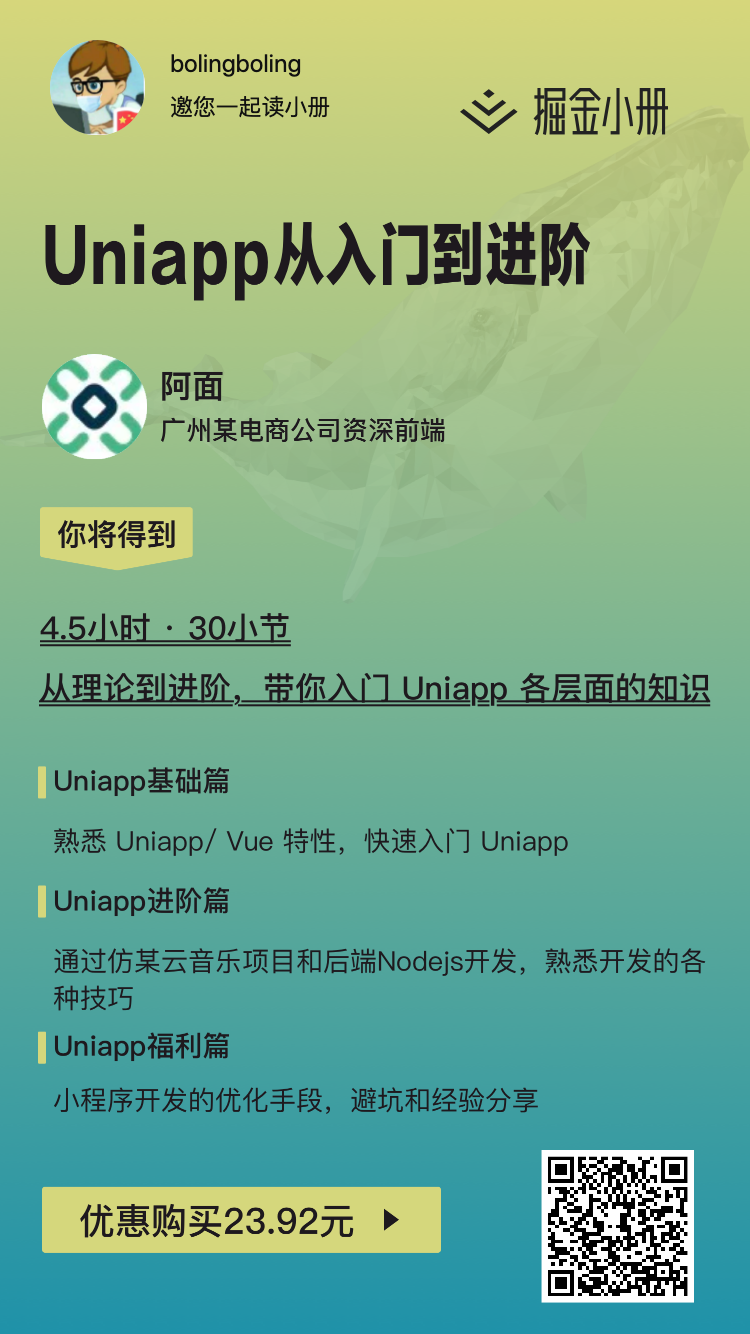 bolingboling
邀您一起读小册
掘金小册
Uniapp从入门到进阶
阿面
广州某电商公司资深前端
你将得到
4.5小时 · 30小节
从理论到进阶，带你入门 Uniapp 各层面的知识
Uniapp基础篇
熟悉 Uniapp/ Vue 特性，快速入门 Uniapp
Uniapp进阶篇
通过仿某云音乐项目和后端Nodejs开发，熟悉开发的各
种技巧
Uniapp福利篇
小程序开发的优化手段，避坑和经验分享
优惠购买23.92元